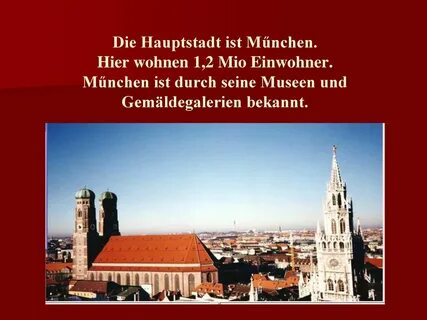 Die Hauptstadt ist Műnchen.
Hier wohnen 1,2 Mio Einwohner.
Műnchen ist durch seine Museen und
Gemäldegalerien bekannt.